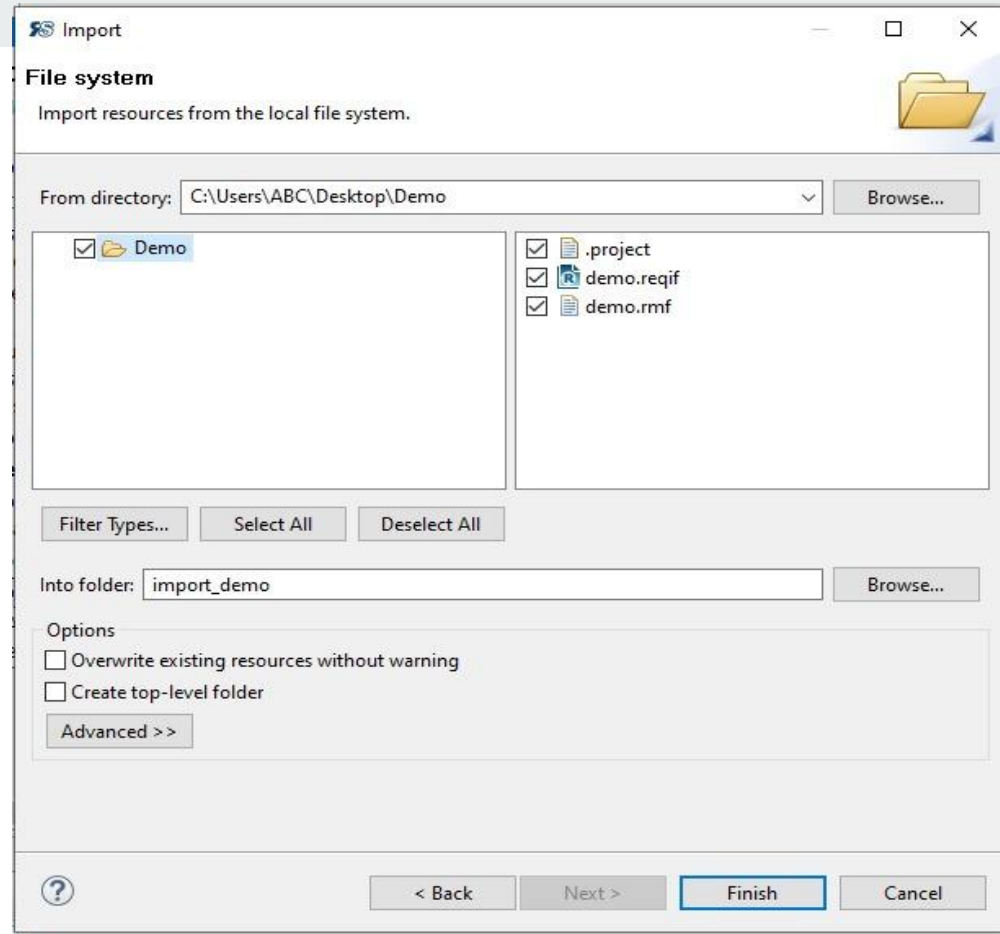 Import
File system
Import resources from the local file system.
From directory: C:\Users\ABC\Desktop\Demo Browse...
Demo
.project
demo.reqif
demo.rmf
Filter Types... Select All Deselect All
Into folder: import_demo Browse...
Options
Overwrite existing resources without warning
Create top-level folder
Advanced >>
? < Back Next > Finish Cancel